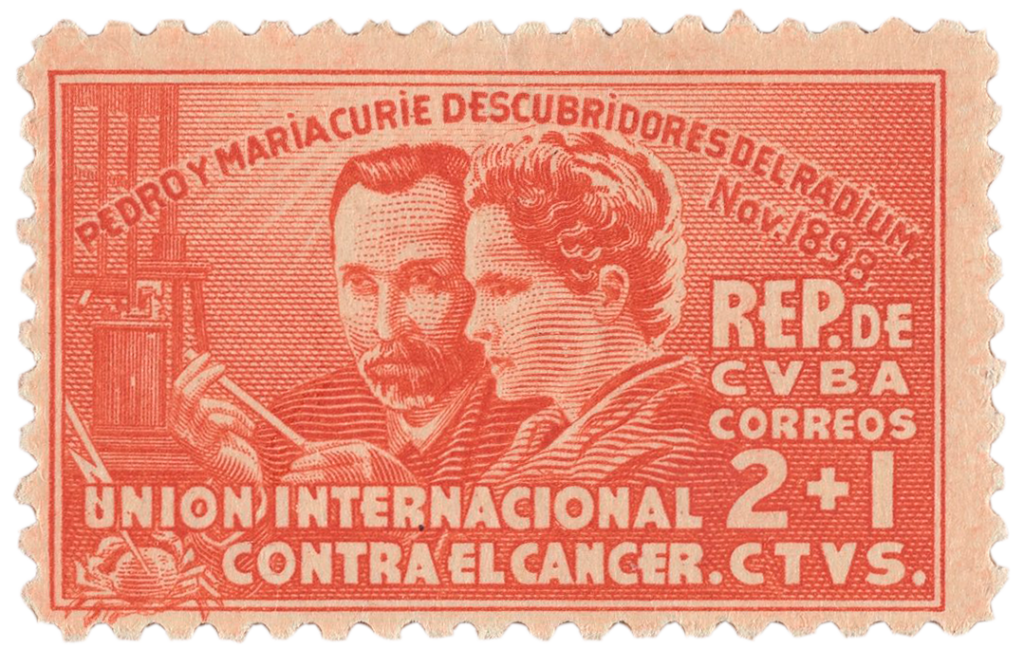 PEDRO Y MARIA CURIE DESCUBRIDORES DEL RADIUM,
Nov. 1898
REP. DE
CVBA
CORREOS
2+1
UNION INTERNACIONAL
CONTRA EL CANCER. CTVS.